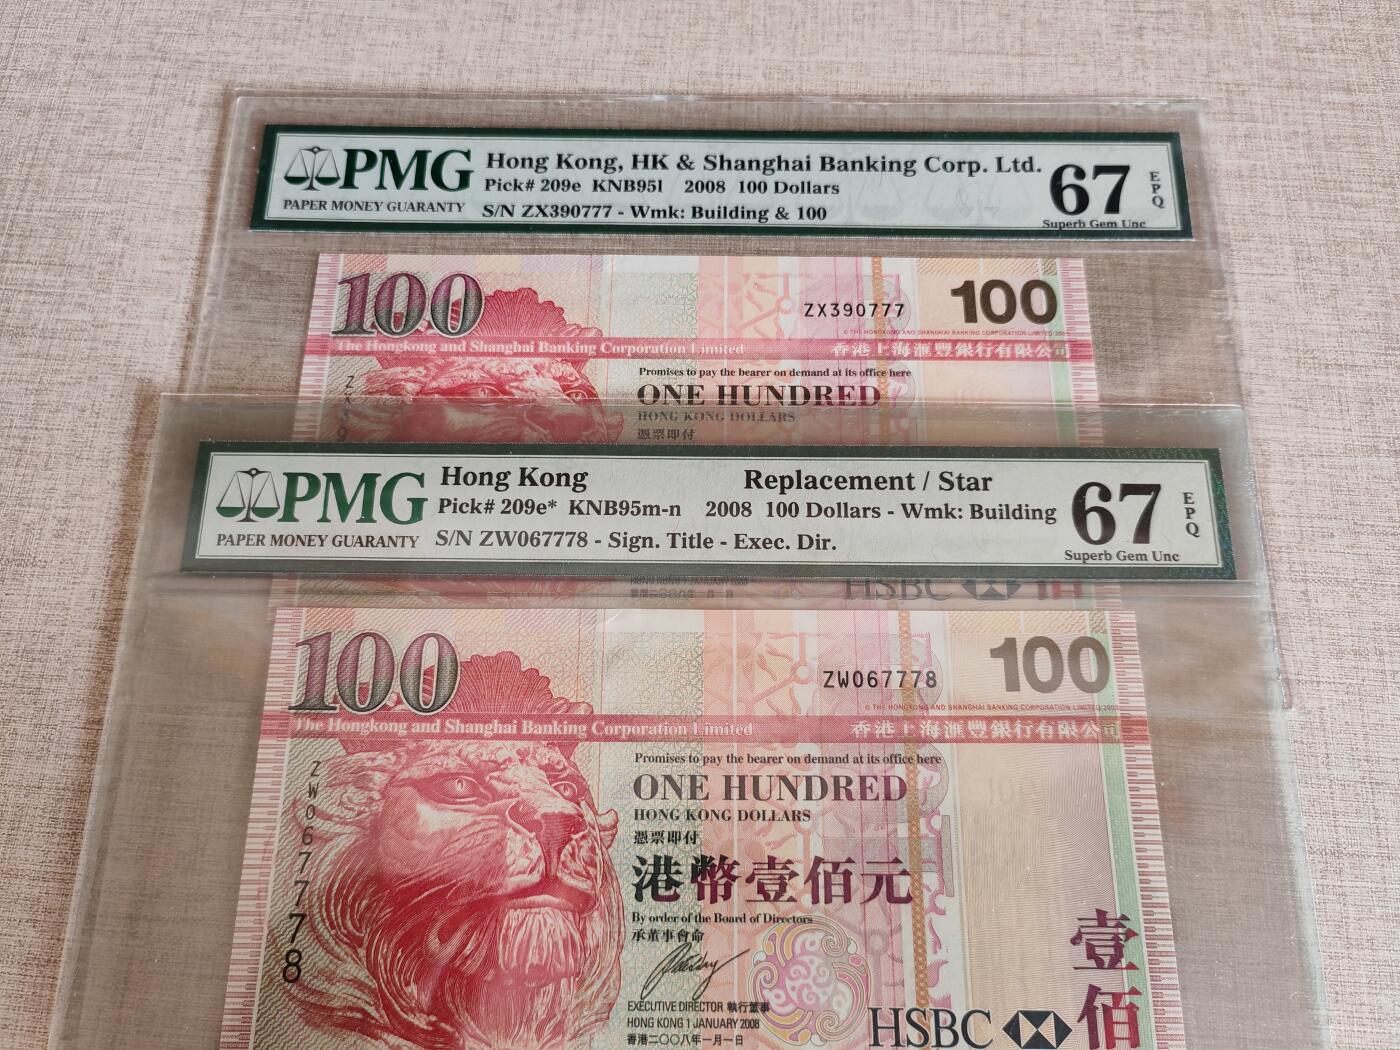 PMG
PAPER MONEY GUARANTY
Hong Kong, HK & Shanghai Banking Corp. Ltd.
Pick# 209e KNB95l 2008 100 Dollars
S/N ZX390777 - Wmk: Building & 100
67
EPQ
Superb Gem Unc
100
ZX390777
100
The Hongkong and Shanghai Banking Corporation Limited
香港上海滙豐銀行有限公司
Promises to pay the bearer on demand at its office here
ONE HUNDRED
HONG KONG DOLLARS
憑票即付
PMG
PAPER MONEY GUARANTY
Hong Kong Replacement / Star
Pick# 209e* KNB95m-n 2008 100 Dollars - Wmk: Building
S/N ZW067778 - Sign. Title - Exec. Dir.
67
EPQ
Superb Gem Unc
HSBC
100
ZW067778
100
© THE HONGKONG AND SHANGHAI BANKING CORPORATION LIMITED
The Hongkong and Shanghai Banking Corporation Limited
香港上海滙豐銀行有限公司
Promises to pay the bearer on demand at its office here
ZW067778
ONE HUNDRED
HONG KONG DOLLARS
憑票即付
港幣壹佰元
By order of the Board of Directors
承董事會命
EXECUTIVE DIRECTOR 執行董事
HONG KONG 1 JANUARY 2008
香港二〇〇八年一月一日
HSBC
壹佰